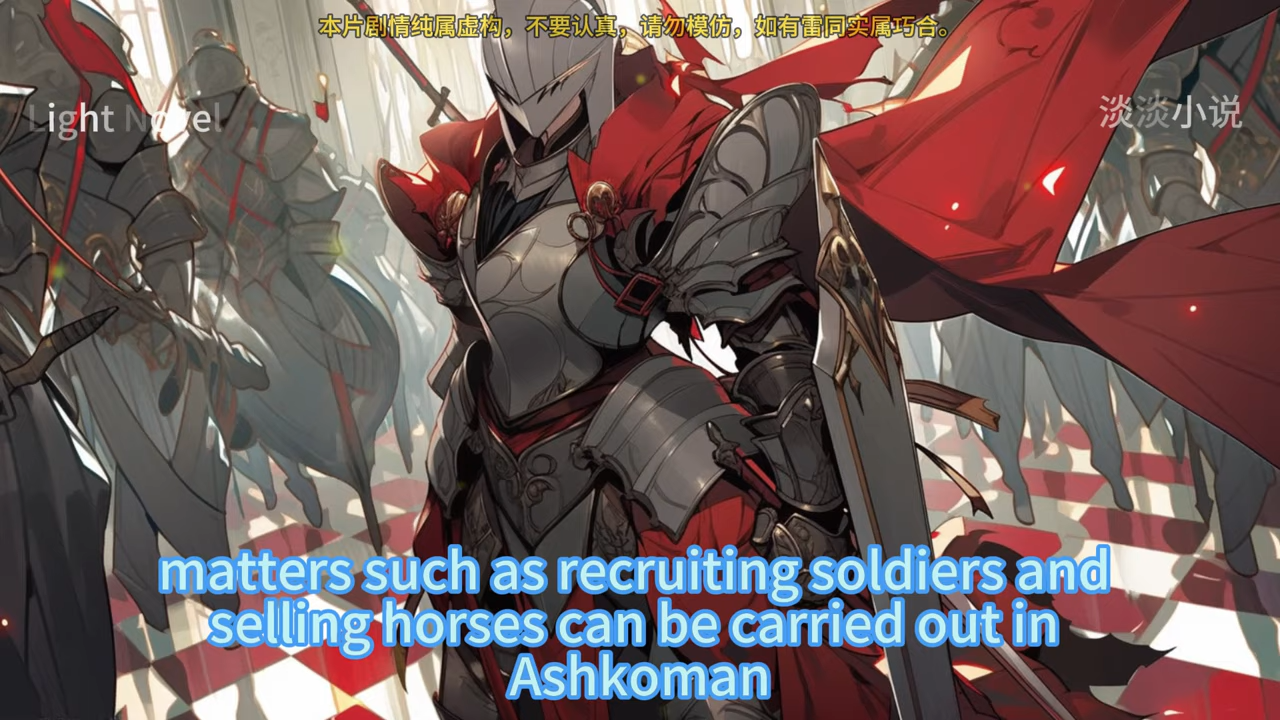 本片剧情纯属虚构，不要认真，请勿模仿，如有雷同实属巧合。
Light Novel
淡淡小说
matters such as recruiting soldiers and
selling horses can be carried out in
Ashkoman